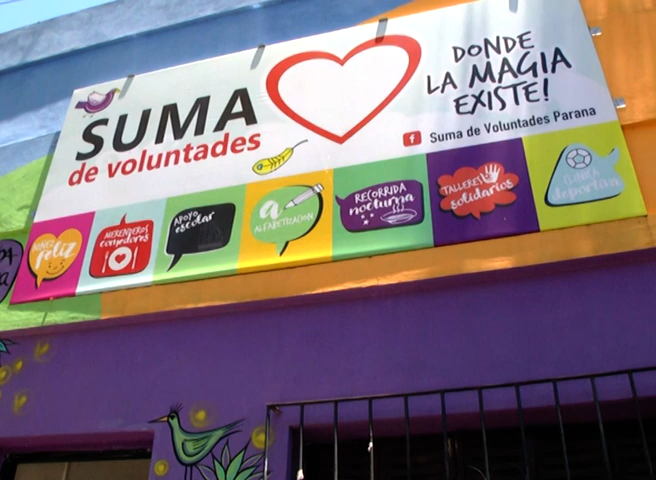 SUMA
de voluntades
DONDE
LA MAGIA
EXISTE!
Suma de Voluntades Parana
NIÑEZ
feliz
MERENDEROS
comedores
APOYO
escolar
a
ALFABETIZACIÓN
RECORRIDA
nocturna
TALLERES
solidarios
deportiva